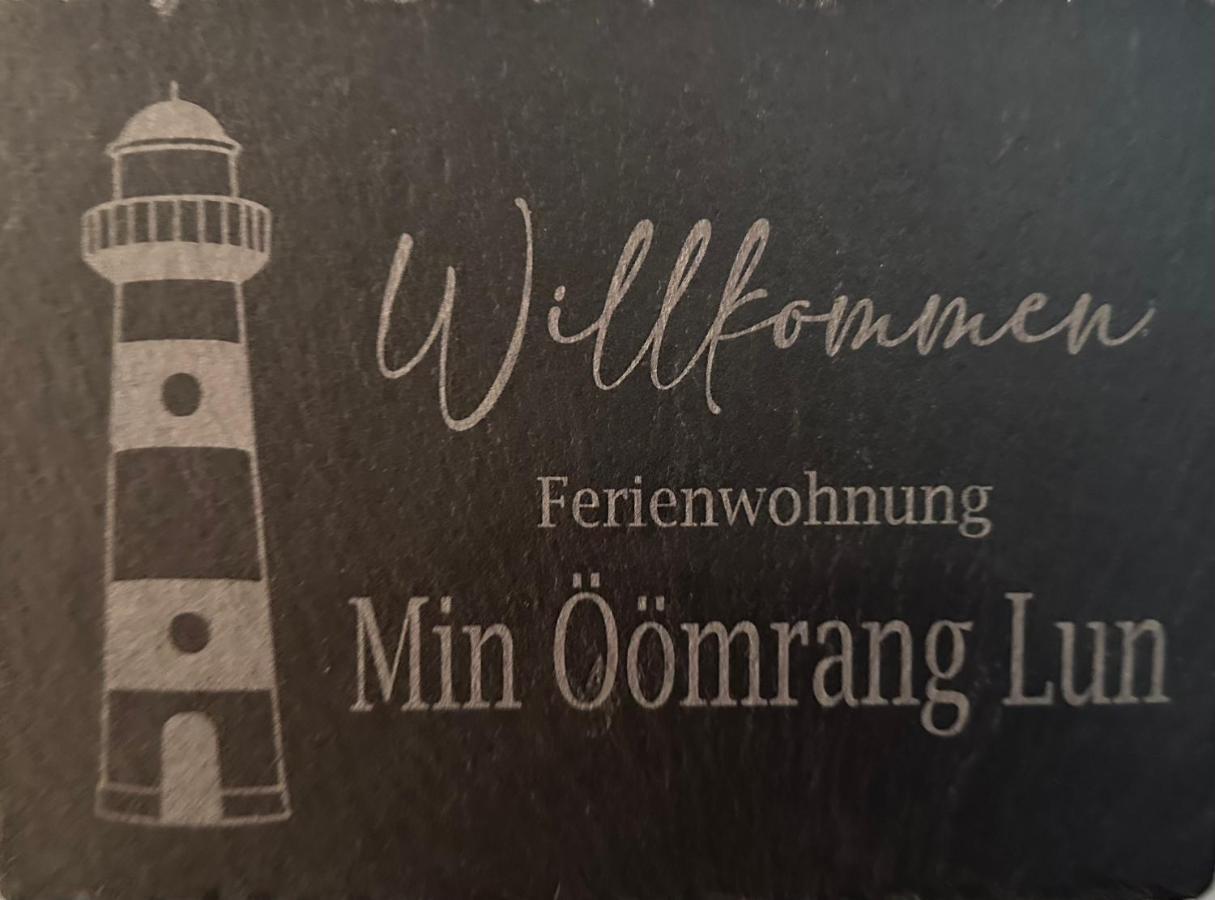 Willkommen
Ferienwohnung
Min Öömrang Lun